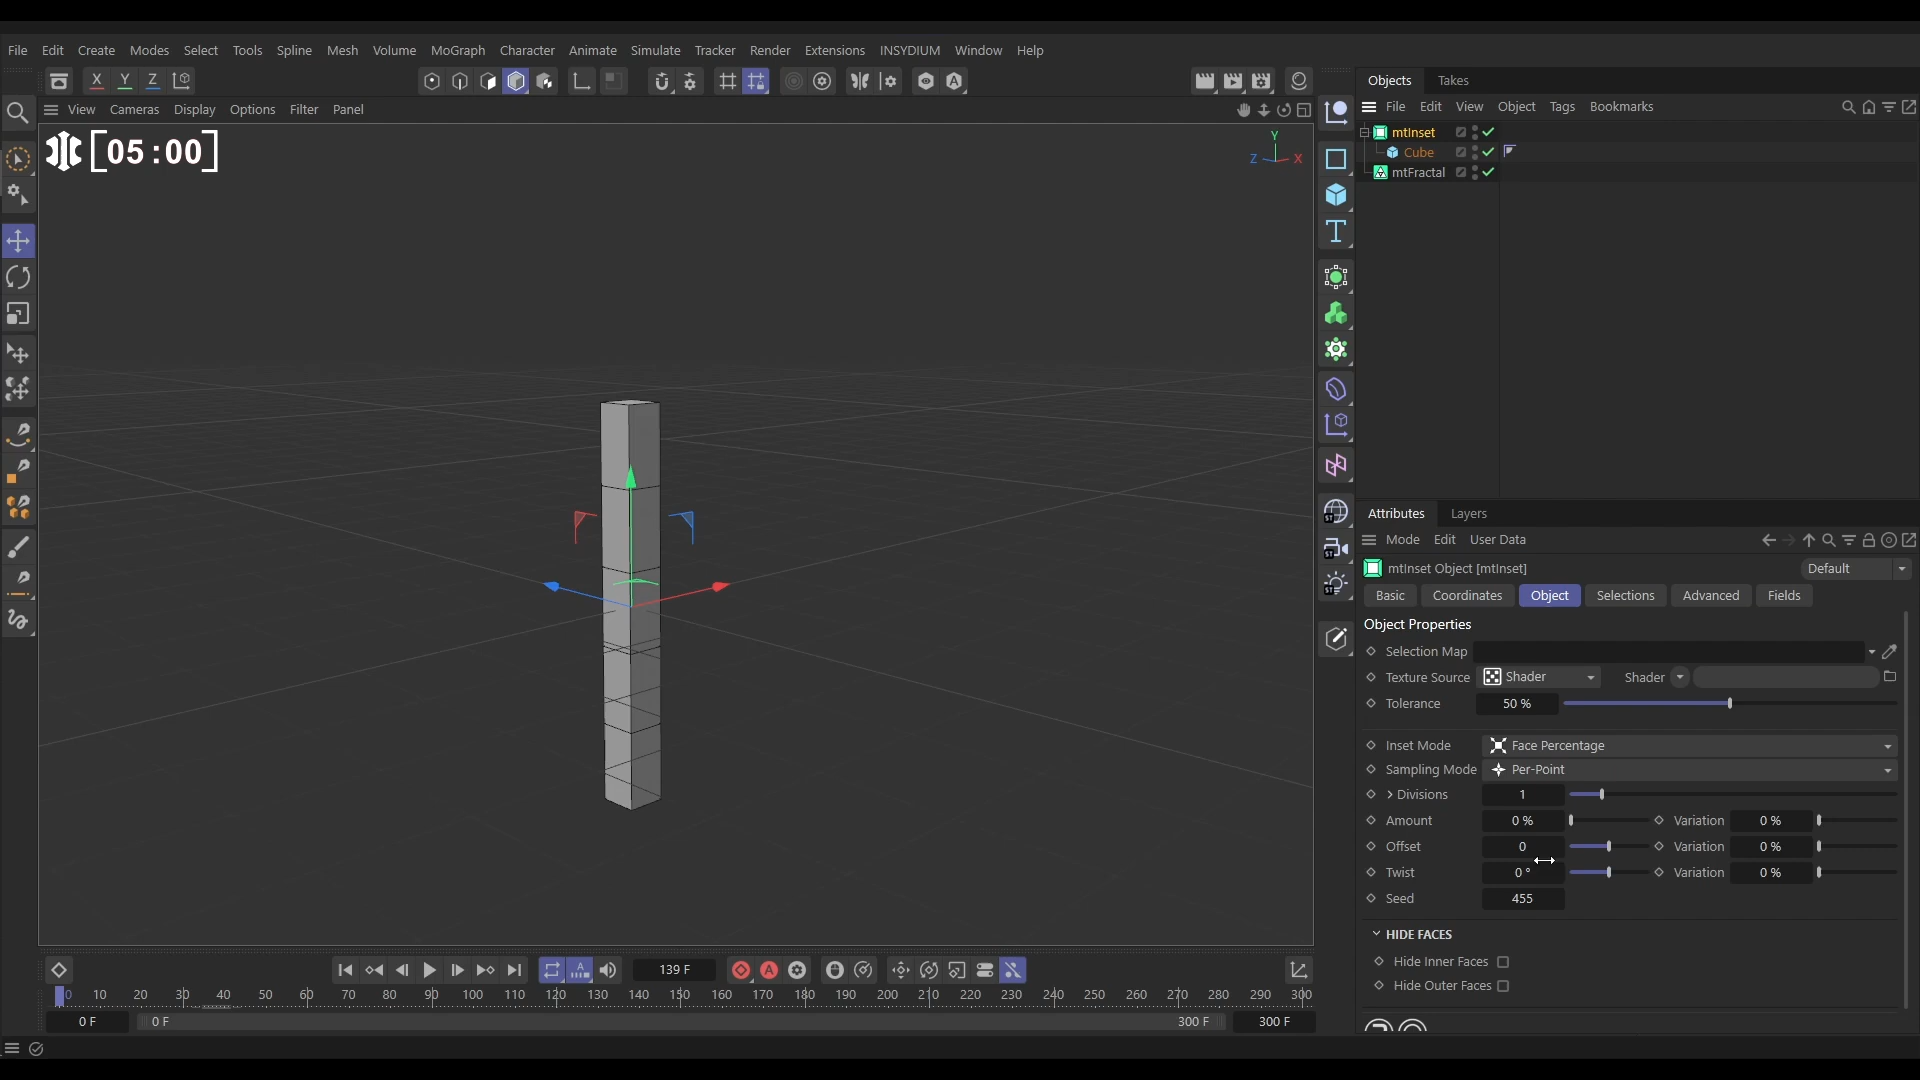 File Edit Create Modes Select Tools Spline Mesh Volume MoGraph Character Animate Simulate Tracker Render Extensions INSYDIUM Window Help
X Y Z
Objects Takes
View Cameras Display Options Filter Panel
File Edit View Object Tags Bookmarks
[05:00]
Y
Z X
mtInset
Cube
mtFractal
T
ST
ST
ST
Attributes Layers
Mode Edit User Data
mtInset Object [mtInset] Default
Basic Coordinates Object Selections Advanced Fields
Object Properties
Selection Map
Texture Source Shader Shader
Tolerance 50 %
Inset Mode Face Percentage
Sampling Mode Per-Point
Divisions 1
Amount 0 % Variation 0 %
Offset 0 Variation 0 %
Twist 0 ° Variation 0 %
Seed 455
HIDE FACES
Hide Inner Faces
Hide Outer Faces
A 139 F A
0 10 20 30 40 50 60 70 80 90 100 110 120 130 140 150 160 170 180 190 200 210 220 230 240 250 260 270 280 290 300
0 F 0 F 300 F 300 F